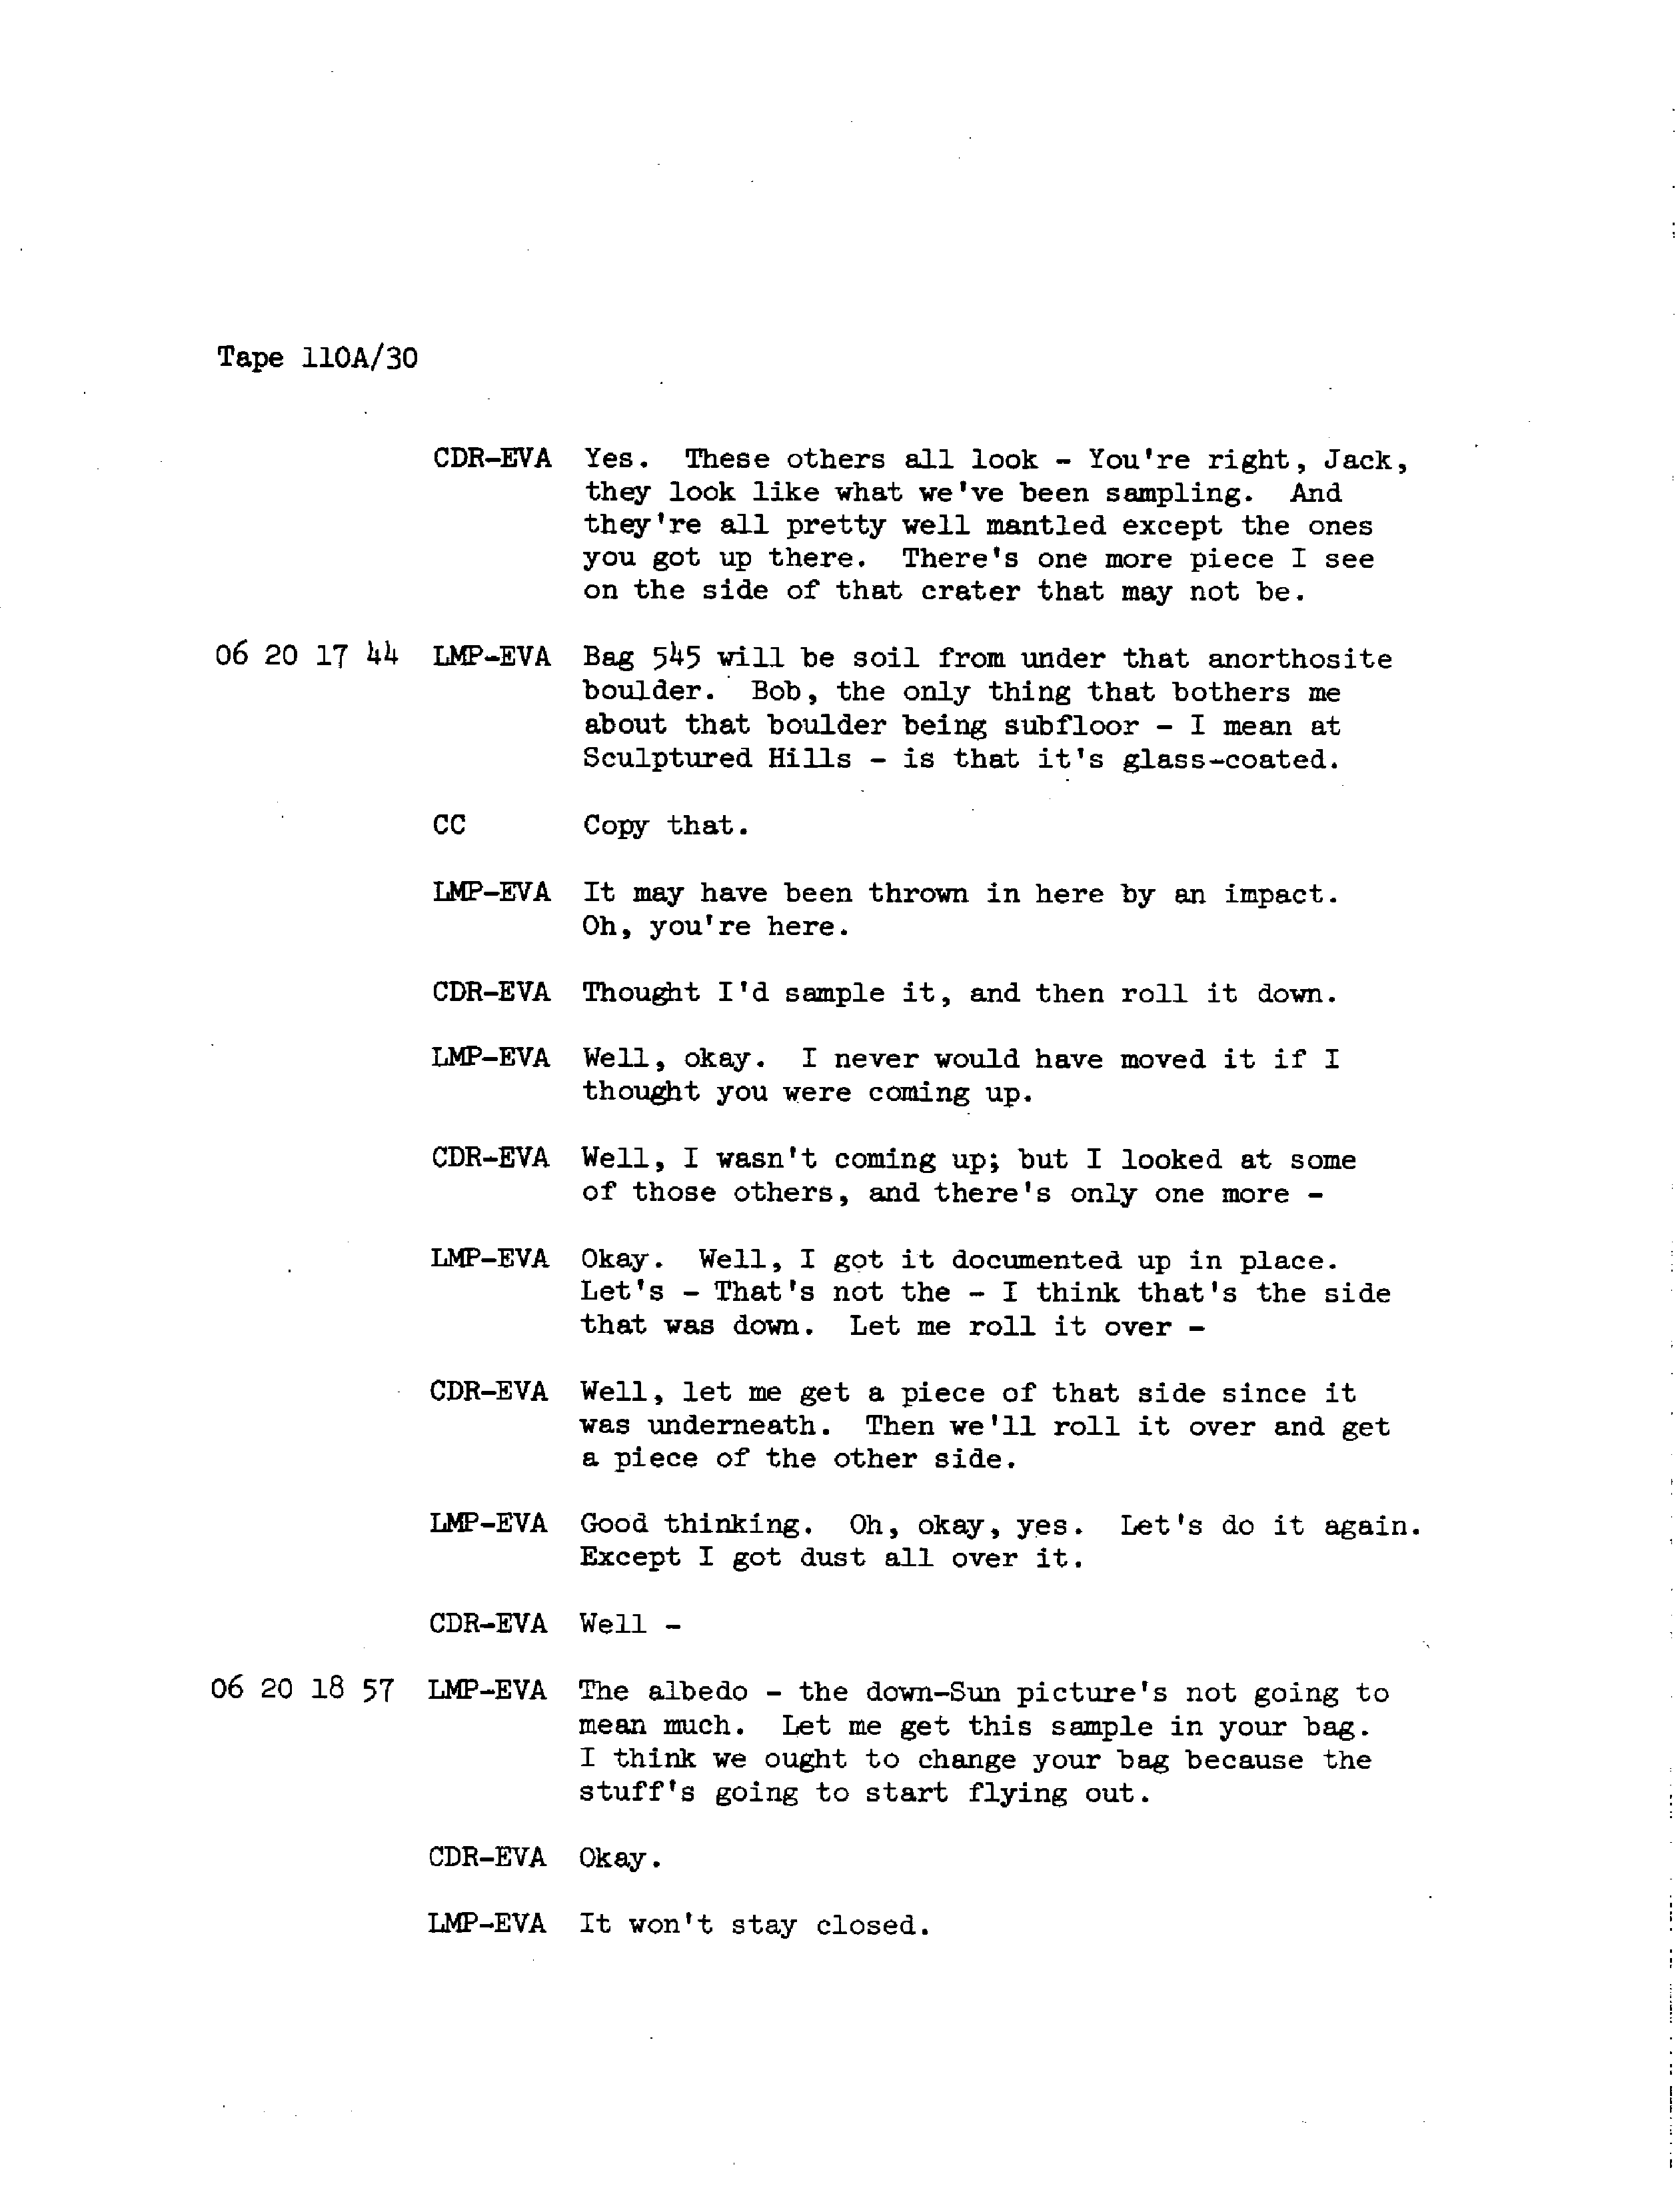 Tape 110A/30
CDR-EVA Yes. These others all look - You're right, Jack,
they look like what we've been sampling. And
they're all pretty well mantled except the ones
you got up there. There's one more piece I see
on the side of that crater that may not be.
06 20 17 44 LMP-EVA Bag 545 will be soil from under that anorthosite
boulder. Bob, the only thing that bothers me
about that boulder being subfloor - I mean at
Sculptured Hills - is that it's glass-coated.
CC Copy that.
LMP-EVA It may have been thrown in here by an impact.
Oh, you're here.
CDR-EVA Thought I'd sample it, and then roll it down.
LMP-EVA Well, okay. I never would have moved it if I
thought you were coming up.
CDR-EVA Well, I wasn't coming up; but I looked at some
of those others, and there's only one more -
LMP-EVA Okay. Well, I got it documented up in place.
Let's - That's not the - I think that's the side
that was down. Let me roll it over -
CDR-EVA Well, let me get a piece of that side since it
was underneath. Then we'll roll it over and get
a piece of the other side.
LMP-EVA Good thinking. Oh, okay, yes. Let's do it again.
Except I got dust all over it.
CDR-EVA Well -
06 20 18 57 LMP-EVA The albedo - the down-Sun picture's not going to
mean much. Let me get this sample in your bag.
I think we ought to change your bag because the
stuff's going to start flying out.
CDR-EVA Okay.
LMP-EVA It won't stay closed.